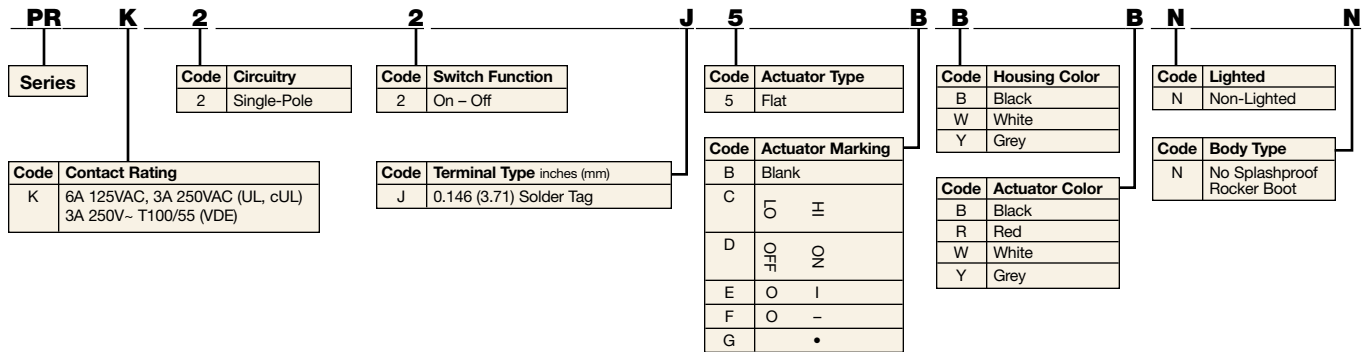 PR K 2 2 J 5 B B B N N
Series
Code Circuitry
2 Single-Pole
Code Switch Function
2 On – Off
Code Actuator Type
5 Flat
Code Housing Color
B Black
W White
Y Grey
Code Lighted
N Non-Lighted
Code Contact Rating
K 6A 125VAC, 3A 250VAC (UL, cUL)
3A 250V~ T100/55 (VDE)
Code Terminal Type inches (mm)
J 0.146 (3.71) Solder Tag
Code Actuator Marking
B Blank
C LO HI
D OFF ON
E O I
F O –
G •
Code Actuator Color
B Black
R Red
W White
Y Grey
Code Body Type
N No Splashproof
Rocker Boot